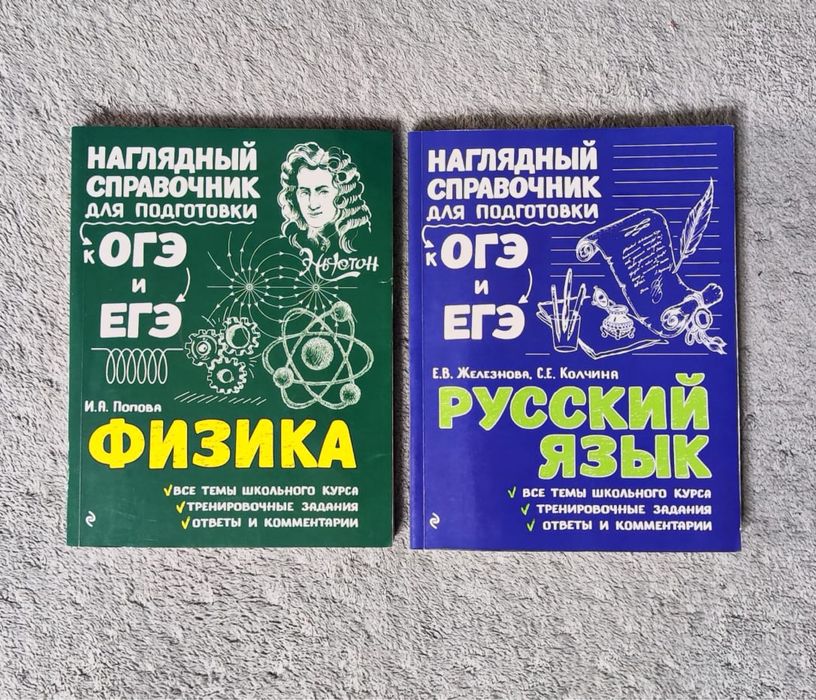 НАГЛЯДНЫЙ
СПРАВОЧНИК
ДЛЯ ПОДГОТОВКИ
К ОГЭ
И
ЕГЭ
Э НЬЮТОН
И.А. Попова
ФИЗИКА
ВСЕ ТЕМЫ ШКОЛЬНОГО КУРСА
ТРЕНИРОВОЧНЫЕ ЗАДАНИЯ
ОТВЕТЫ И КОММЕНТАРИИ
НАГЛЯДНЫЙ
СПРАВОЧНИК
ДЛЯ ПОДГОТОВКИ
К ОГЭ
И
ЕГЭ
Е.В. Железнова, С.Е. Колчина
РУССКИЙ
ЯЗЫК
ВСЕ ТЕМЫ ШКОЛЬНОГО КУРСА
ТРЕНИРОВОЧНЫЕ ЗАДАНИЯ
ОТВЕТЫ И КОММЕНТАРИИ